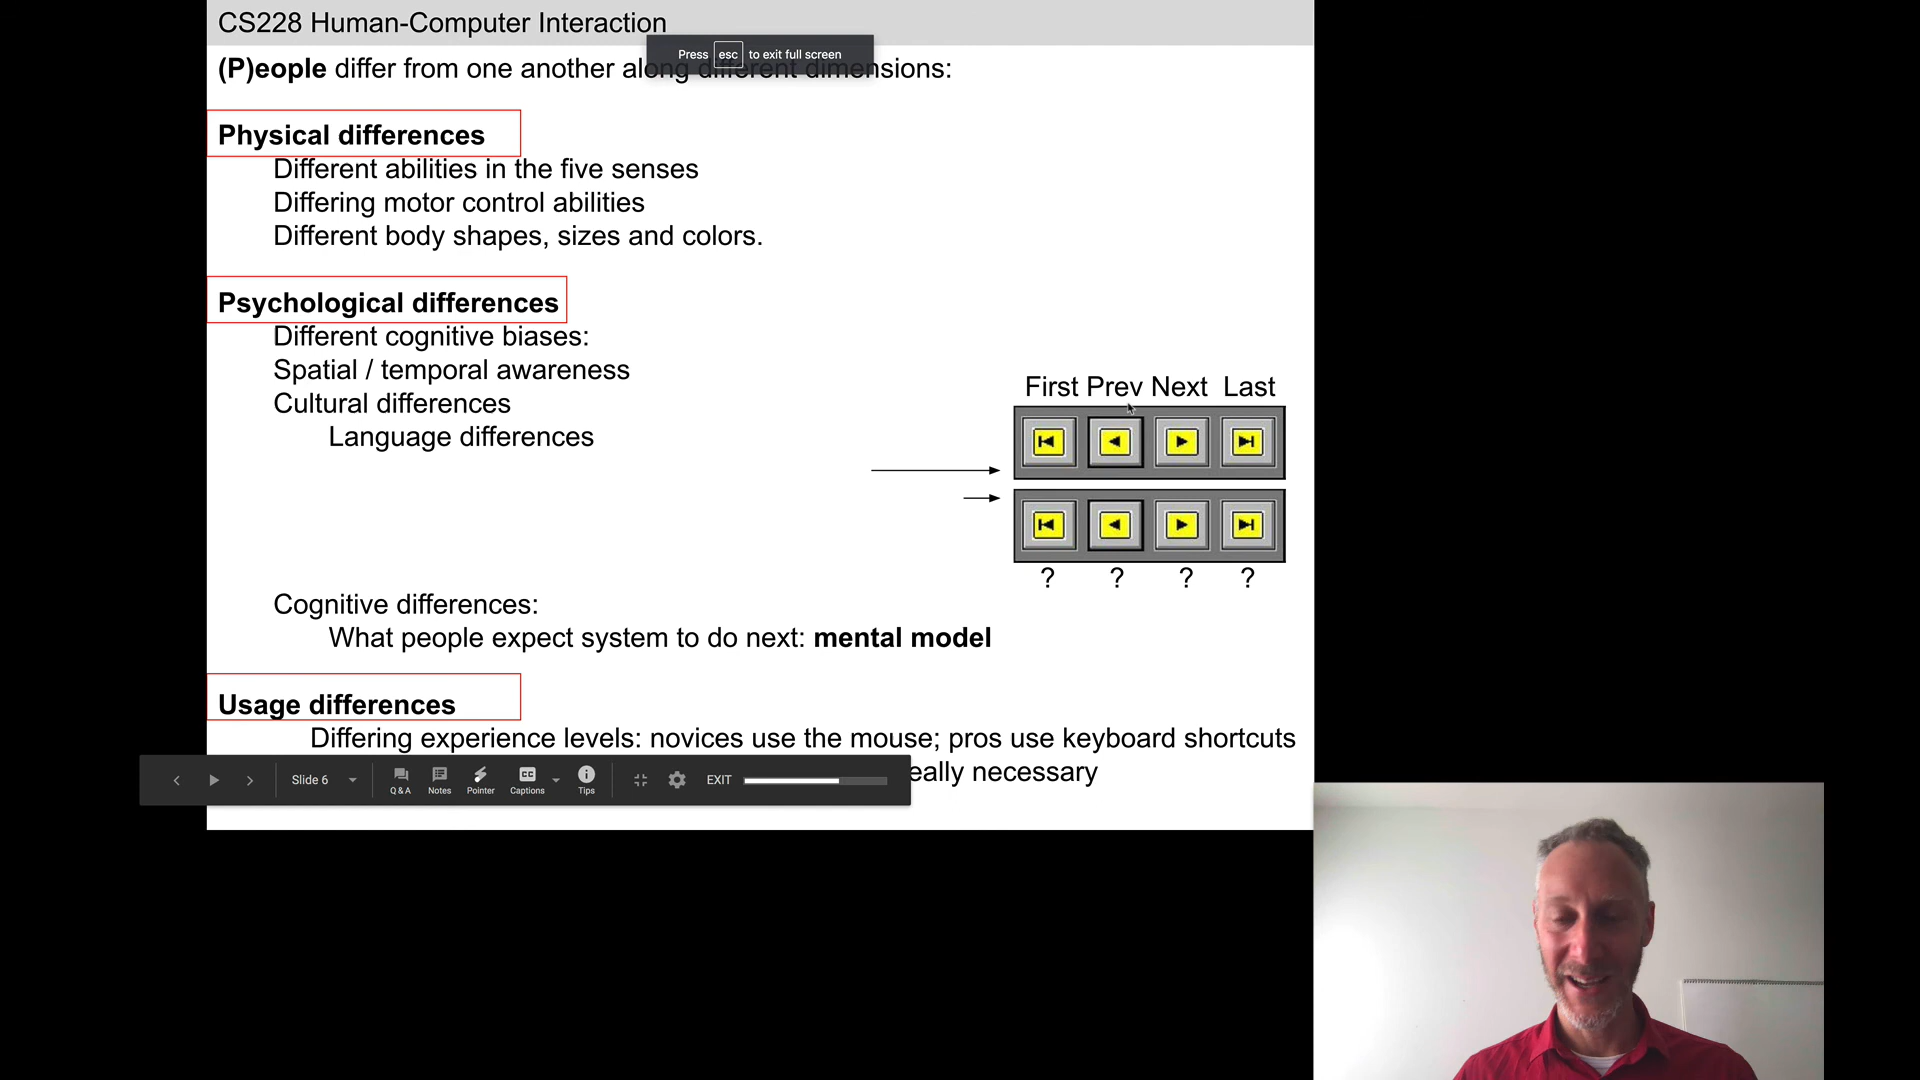 CS228 Human-Computer Interaction
Press esc to exit full screen
(P)eople differ from one another along different dimensions:
Physical differences
Different abilities in the five senses
Differing motor control abilities
Different body shapes, sizes and colors.
Psychological differences
Different cognitive biases:
Spatial / temporal awareness
Cultural differences
Language differences
First Prev Next Last
? ? ? ?
Cognitive differences:
What people expect system to do next: mental model
Usage differences
Differing experience levels: novices use the mouse; pros use keyboard shortcuts
necessary
Slide 6
Q & A
Notes
Pointer
CC
Captions
Tips
EXIT